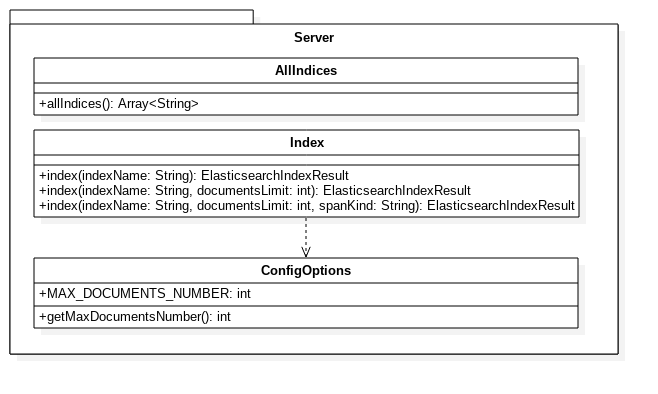 Server
AllIndices
+allIndices(): Array<String>
Index
+index(indexName: String): ElasticsearchIndexResult
+index(indexName: String, documentsLimit: int): ElasticsearchIndexResult
+index(indexName: String, documentsLimit: int, spanKind: String): ElasticsearchIndexResult
ConfigOptions
+MAX_DOCUMENTS_NUMBER: int
+getMaxDocumentsNumber(): int